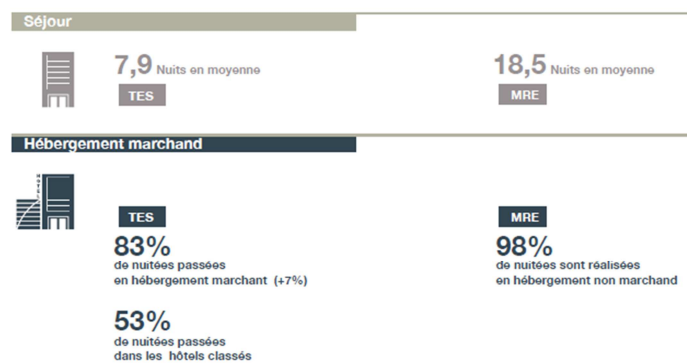 Séjour
7,9 Nuits en moyenne
TES
18,5 Nuits en moyenne
MRE
Hébergement marchand
HOTEL
TES
83%
de nuitées passées
en hébergement marchant (+7%)
53%
de nuitées passées
dans les hôtels classés
MRE
98%
de nuitées sont réalisées
en hébergement non marchand